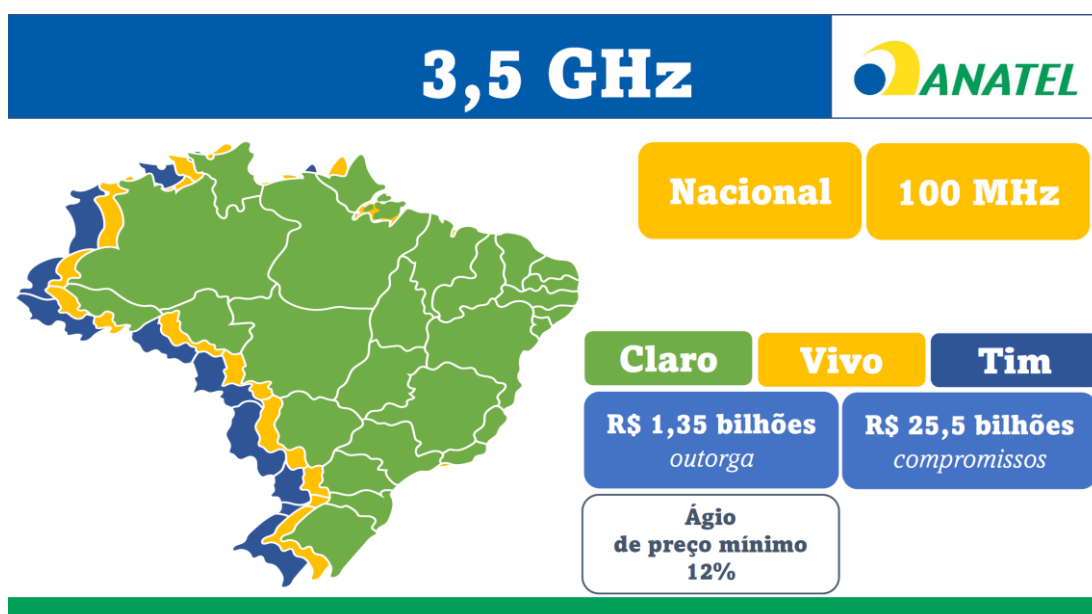 3,5 GHz
ANATEL
Nacional
100 MHz
Claro
Vivo
Tim
R$ 1,35 bilhões
outorga
R$ 25,5 bilhões
compromissos
Ágio
de preço mínimo
12%